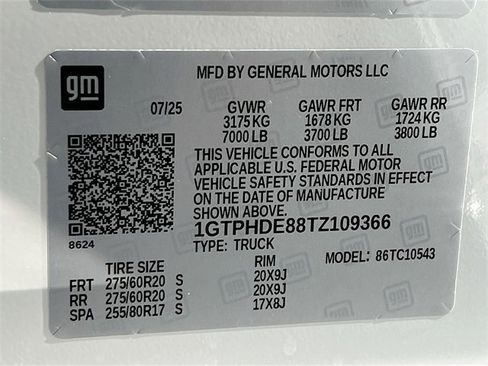 gm
MFD BY GENERAL MOTORS LLC
07/25 GVWR GAWR FRT GAWR RR
3175 KG 1678 KG 1724 KG
7000 LB 3700 LB 3800 LB
THIS VEHICLE CONFORMS TO ALL
APPLICABLE U.S. FEDERAL MOTOR
VEHICLE SAFETY STANDARDS IN EFFECT
ON THE DATE OF MANUFACTURE
SHOWN ABOVE.
8624
1GTPHDE88TZ109366
TYPE: TRUCK MODEL: 86TC10543
TIRE SIZE RIM
FRT 275/60R20 S 20X9J
RR 275/60R20 S 20X9J
SPA 255/80R17 S 17X8J